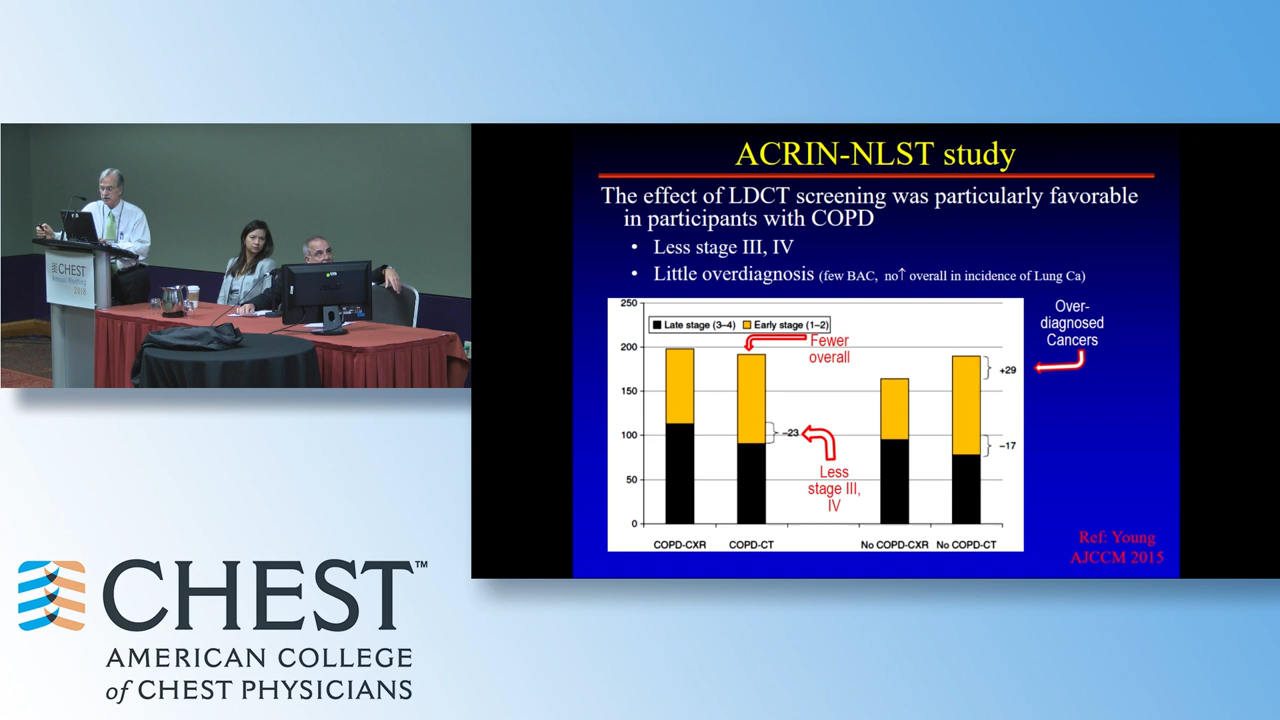 ACRIN-NLST study
The effect of LDCT screening was particularly favorable
in participants with COPD
• Less stage III, IV
• Little overdiagnosis (few BAC, no↑ overall in incidence of Lung Ca)
250
200
150
100
50
0
Late stage (3–4) Early stage (1–2)
Fewer
overall
–23
Less
stage III,
IV
+29
–17
COPD-CXR COPD-CT No COPD-CXR No COPD-CT
Over-
diagnosed
Cancers
Ref: Young
AJCCM 2015
CHEST
Annual Meeting
2018
CHEST™
AMERICAN COLLEGE
of CHEST PHYSICIANS